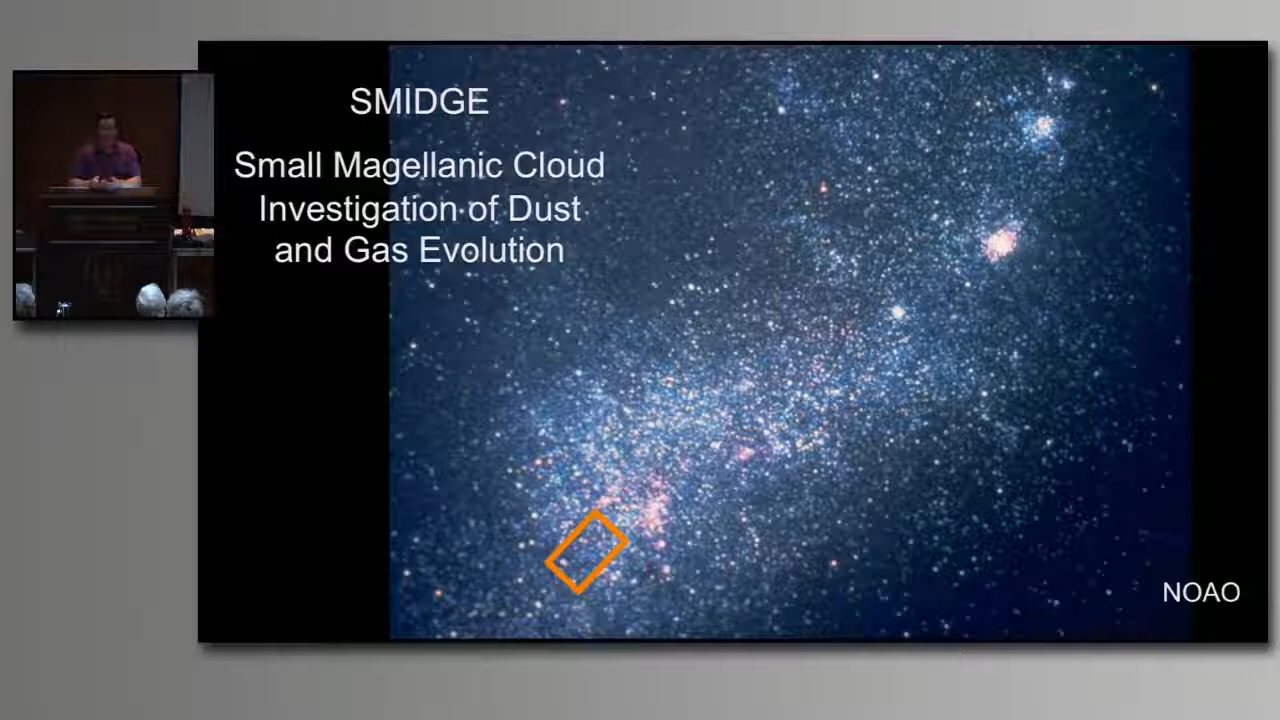 SMIDGE
Small Magellanic Cloud
Investigation of Dust
and Gas Evolution
NOAO